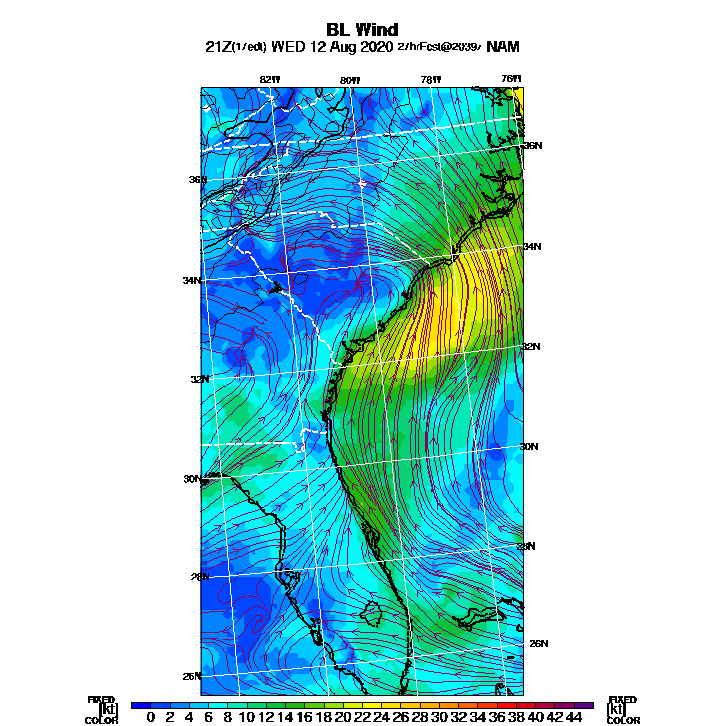 BL Wind
21Z(17edt) WED 12 Aug 2020 27hrFcst@2039z NAM
82W 80W 78W 76W
36N
36N
34N
34N
32N
32N
30N
30N
28N
28N
26N
26N
FIXED FIXED
[kt] 0 2 4 6 8 10 12 14 16 18 20 22 24 26 28 30 32 34 36 38 40 42 44 [kt]
COLOR COLOR